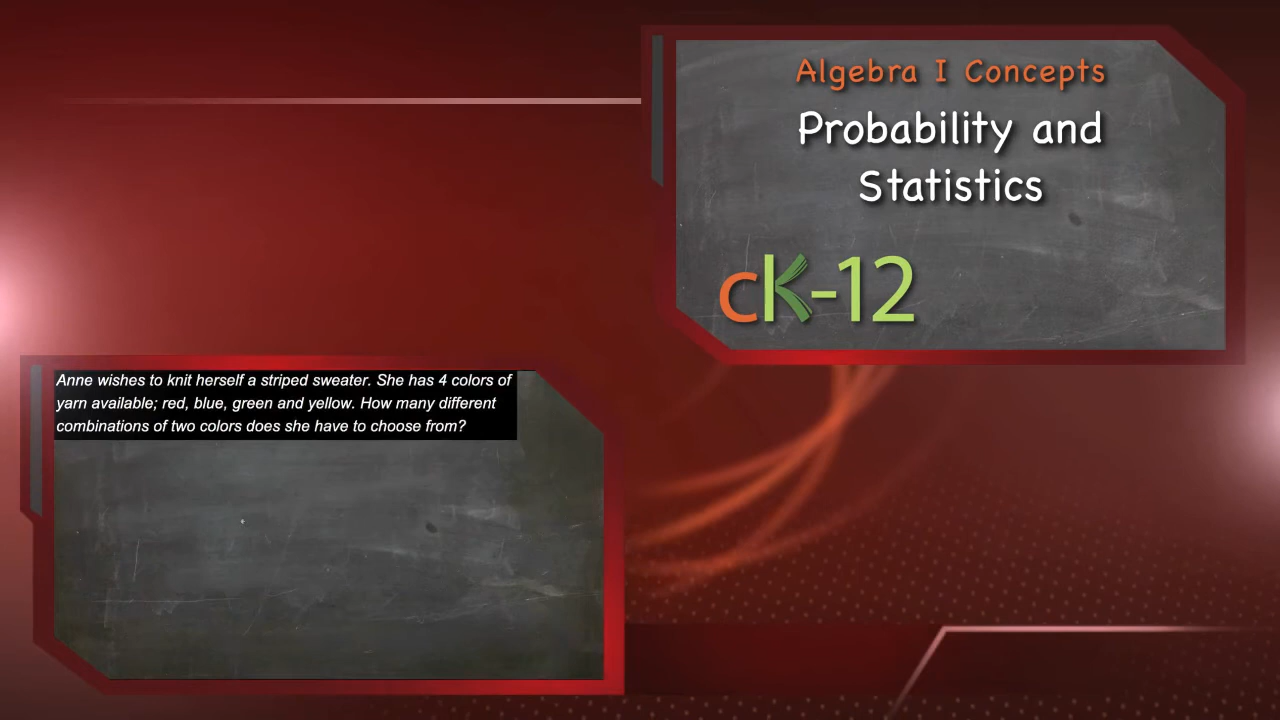 Algebra I Concepts
Probability and
Statistics
cK-12
Anne wishes to knit herself a striped sweater. She has 4 colors of
yarn available; red, blue, green and yellow. How many different
combinations of two colors does she have to choose from?